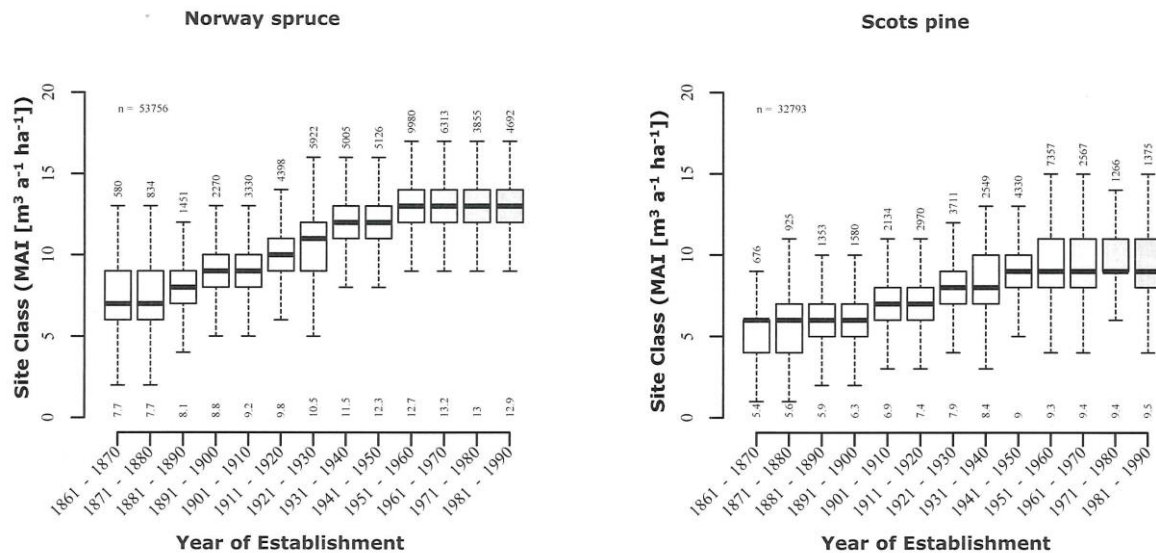 Norway spruce
Site Class (MAI [m³ a⁻¹ ha⁻¹])
20
15
10
5
0
n = 53756
580
834
1451
2270
3330
4398
5922
5005
5126
9980
6313
3855
4692
7.7
7.7
8.1
8.8
9.2
9.8
10.5
11.5
12.3
12.7
13.2
13
12.9
1861 - 1870
1871 - 1880
1881 - 1890
1891 - 1900
1901 - 1910
1911 - 1920
1921 - 1930
1931 - 1940
1941 - 1950
1951 - 1960
1961 - 1970
1971 - 1980
1981 - 1990
Year of Establishment
Scots pine
Site Class (MAI [m³ a⁻¹ ha⁻¹])
20
15
10
5
0
n = 32793
676
925
1353
1580
2134
2970
3711
2549
4330
7357
2567
1266
1375
5.4
5.6
5.9
6.3
6.9
7.4
7.9
8.4
9
9.3
9.4
9.4
9.5
1861 - 1870
1871 - 1880
1881 - 1890
1891 - 1900
1901 - 1910
1911 - 1920
1921 - 1930
1931 - 1940
1941 - 1950
1951 - 1960
1961 - 1970
1971 - 1980
1981 - 1990
Year of Establishment